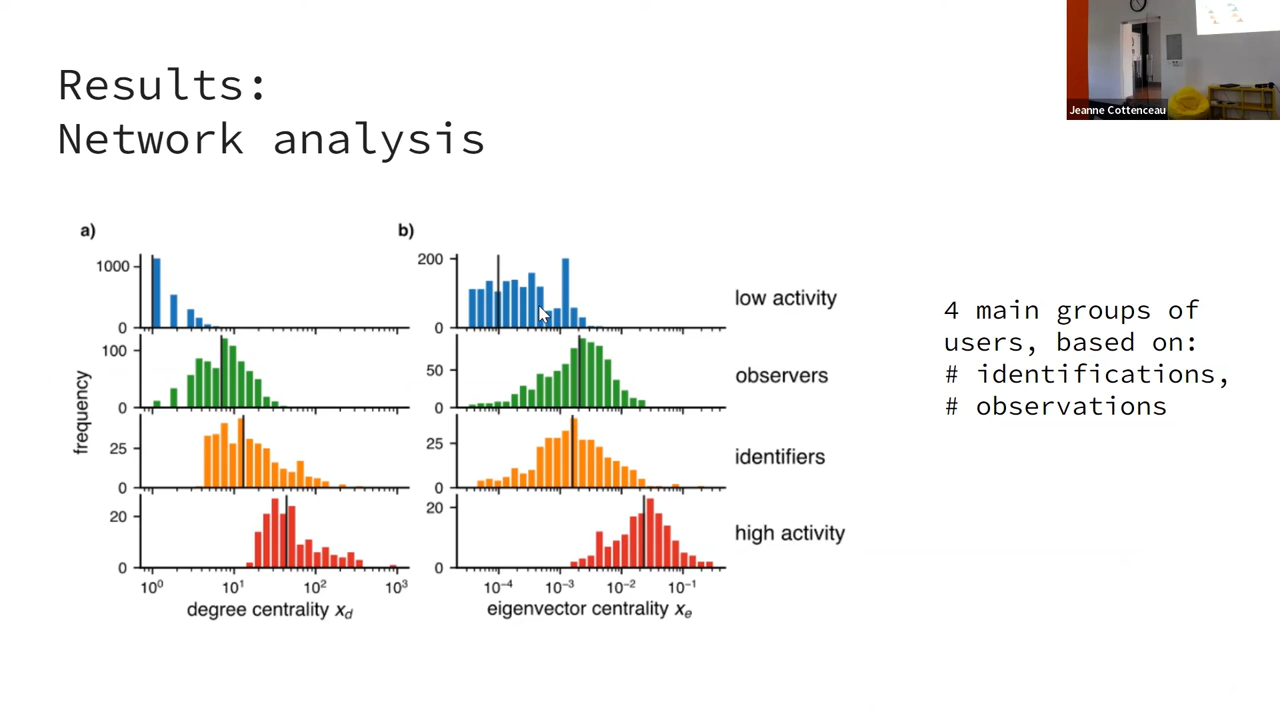 Results:
Network analysis
Jeanne Cottenceau
a)
b)
1000
0
200
0
low activity
100
0
50
0
observers
25
0
25
0
identifiers
20
0
20
0
high activity
frequency
10⁰ 10¹ 10² 10³
10⁻⁴ 10⁻³ 10⁻² 10⁻¹
degree centrality x_d
eigenvector centrality x_e
4 main groups of
users, based on:
# identifications,
# observations